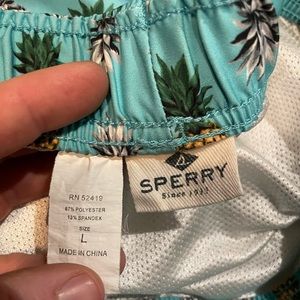 RN 52419
87% POLYESTER
13% SPANDEX
SIZE
L
MADE IN CHINA
SPERRY
Since 1935